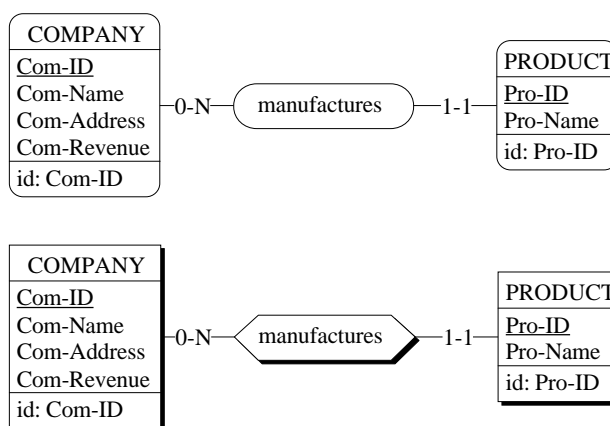 COMPANY
Com-ID
Com-Name
Com-Address
Com-Revenue
id: Com-ID
0-N
manufactures
1-1
PRODUCT
Pro-ID
Pro-Name
id: Pro-ID
COMPANY
Com-ID
Com-Name
Com-Address
Com-Revenue
id: Com-ID
0-N
manufactures
1-1
PRODUCT
Pro-ID
Pro-Name
id: Pro-ID